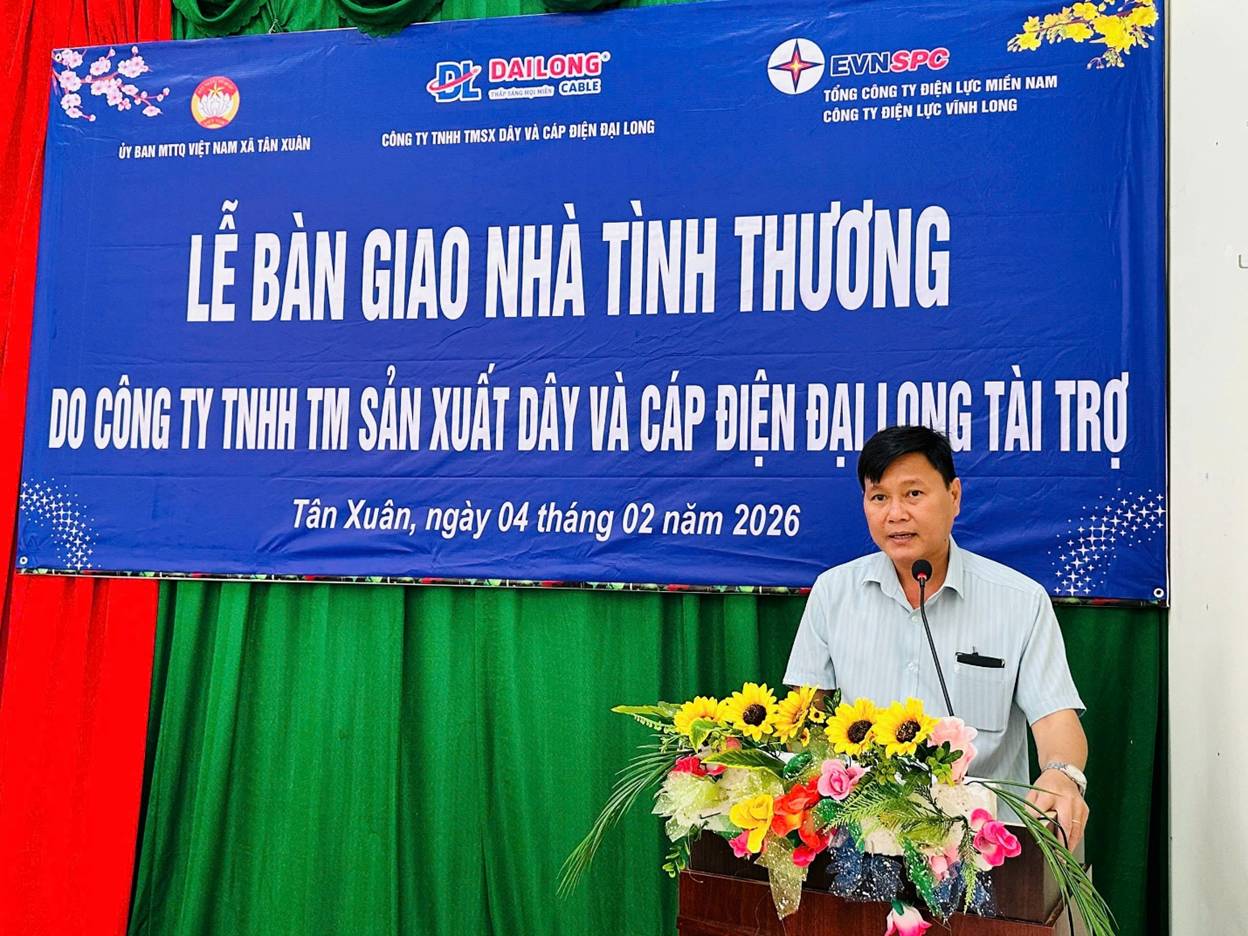 ỦY BAN MTTQ VIỆT NAM XÃ TÂN XUÂN
DL DAILONG®
THẮP SÁNG MỌI MIỀN CABLE
CÔNG TY TNHH TMSX DÂY VÀ CÁP ĐIỆN ĐẠI LONG
EVNSPC
TỔNG CÔNG TY ĐIỆN LỰC MIỀN NAM
CÔNG TY ĐIỆN LỰC VĨNH LONG
LỄ BÀN GIAO NHÀ TÌNH THƯƠNG
DO CÔNG TY TNHH TM SẢN XUẤT DÂY VÀ CÁP ĐIỆN ĐẠI LONG TÀI TRỢ
Tân Xuân, ngày 04 tháng 02 năm 2026